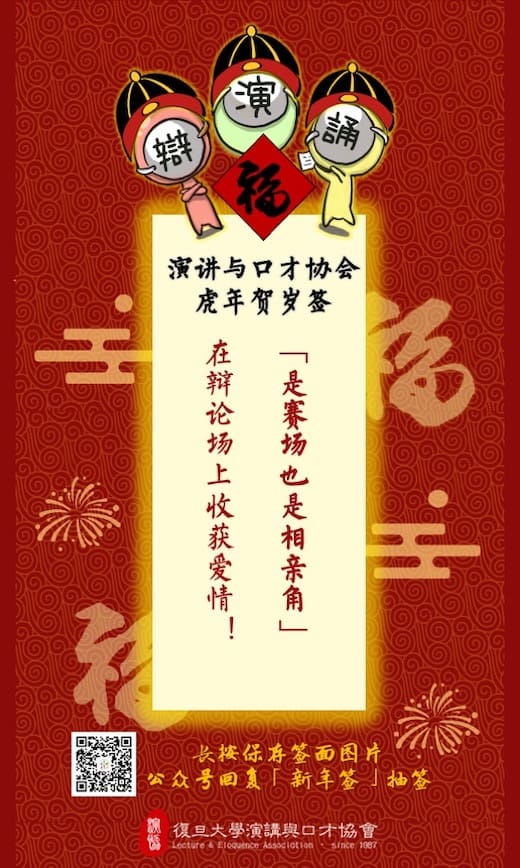 辯
演
誦
福
演讲与口才协会
虎年贺岁签
「是赛场也是相亲角」
在辩论场上收获爱情！
福
福
长按保存签面图片
公众号回复「新年签」抽签
復旦大學演講與口才協會
Lecture & Eloquence Association · since 1987